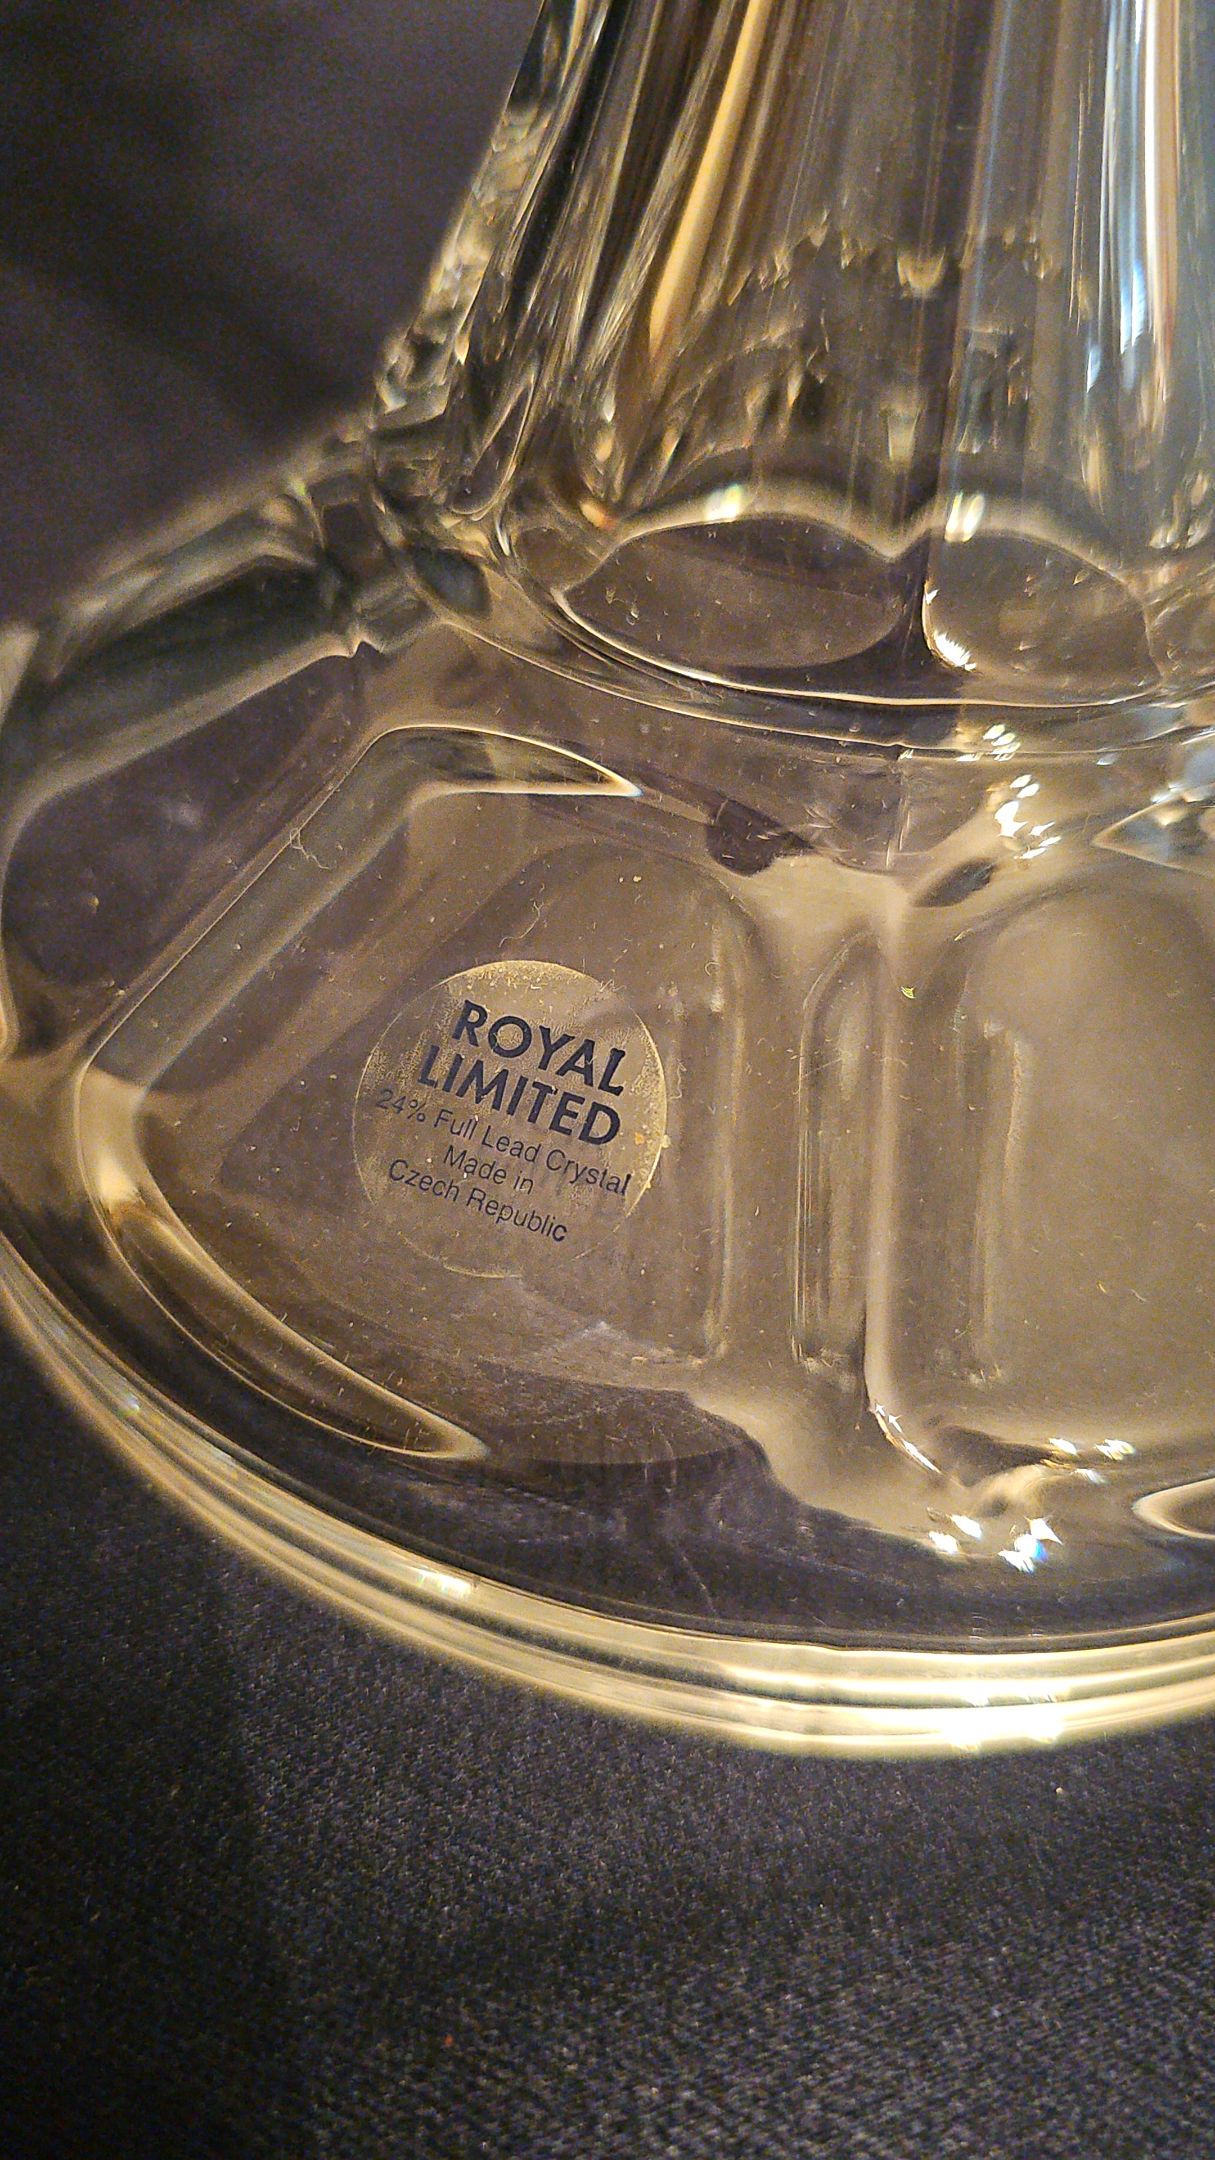 ROYAL
LIMITED
24% Full Lead Crystal
Made in
Czech Republic